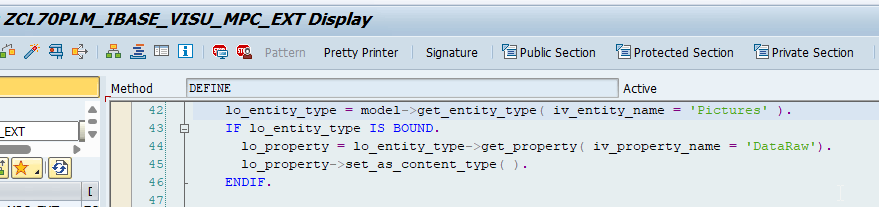 ZCL70PLM_IBASE_VISU_MPC_EXT Display
Pattern Pretty Printer Signature Public Section Protected Section Private Section
Method DEFINE Active
42 lo_entity_type = model->get_entity_type( iv_entity_name = 'Pictures' ).
_EXT
43 IF lo_entity_type IS BOUND.
44 lo_property = lo_entity_type->get_property( iv_property_name = 'DataRaw').
45 lo_property->set_as_content_type( ).
46 ENDIF.
47